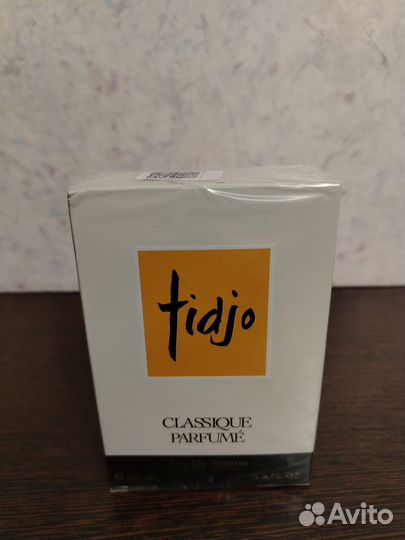 tidjo
CLASSIQUE
PARFUMÉ
Eau De Toilette
Avito